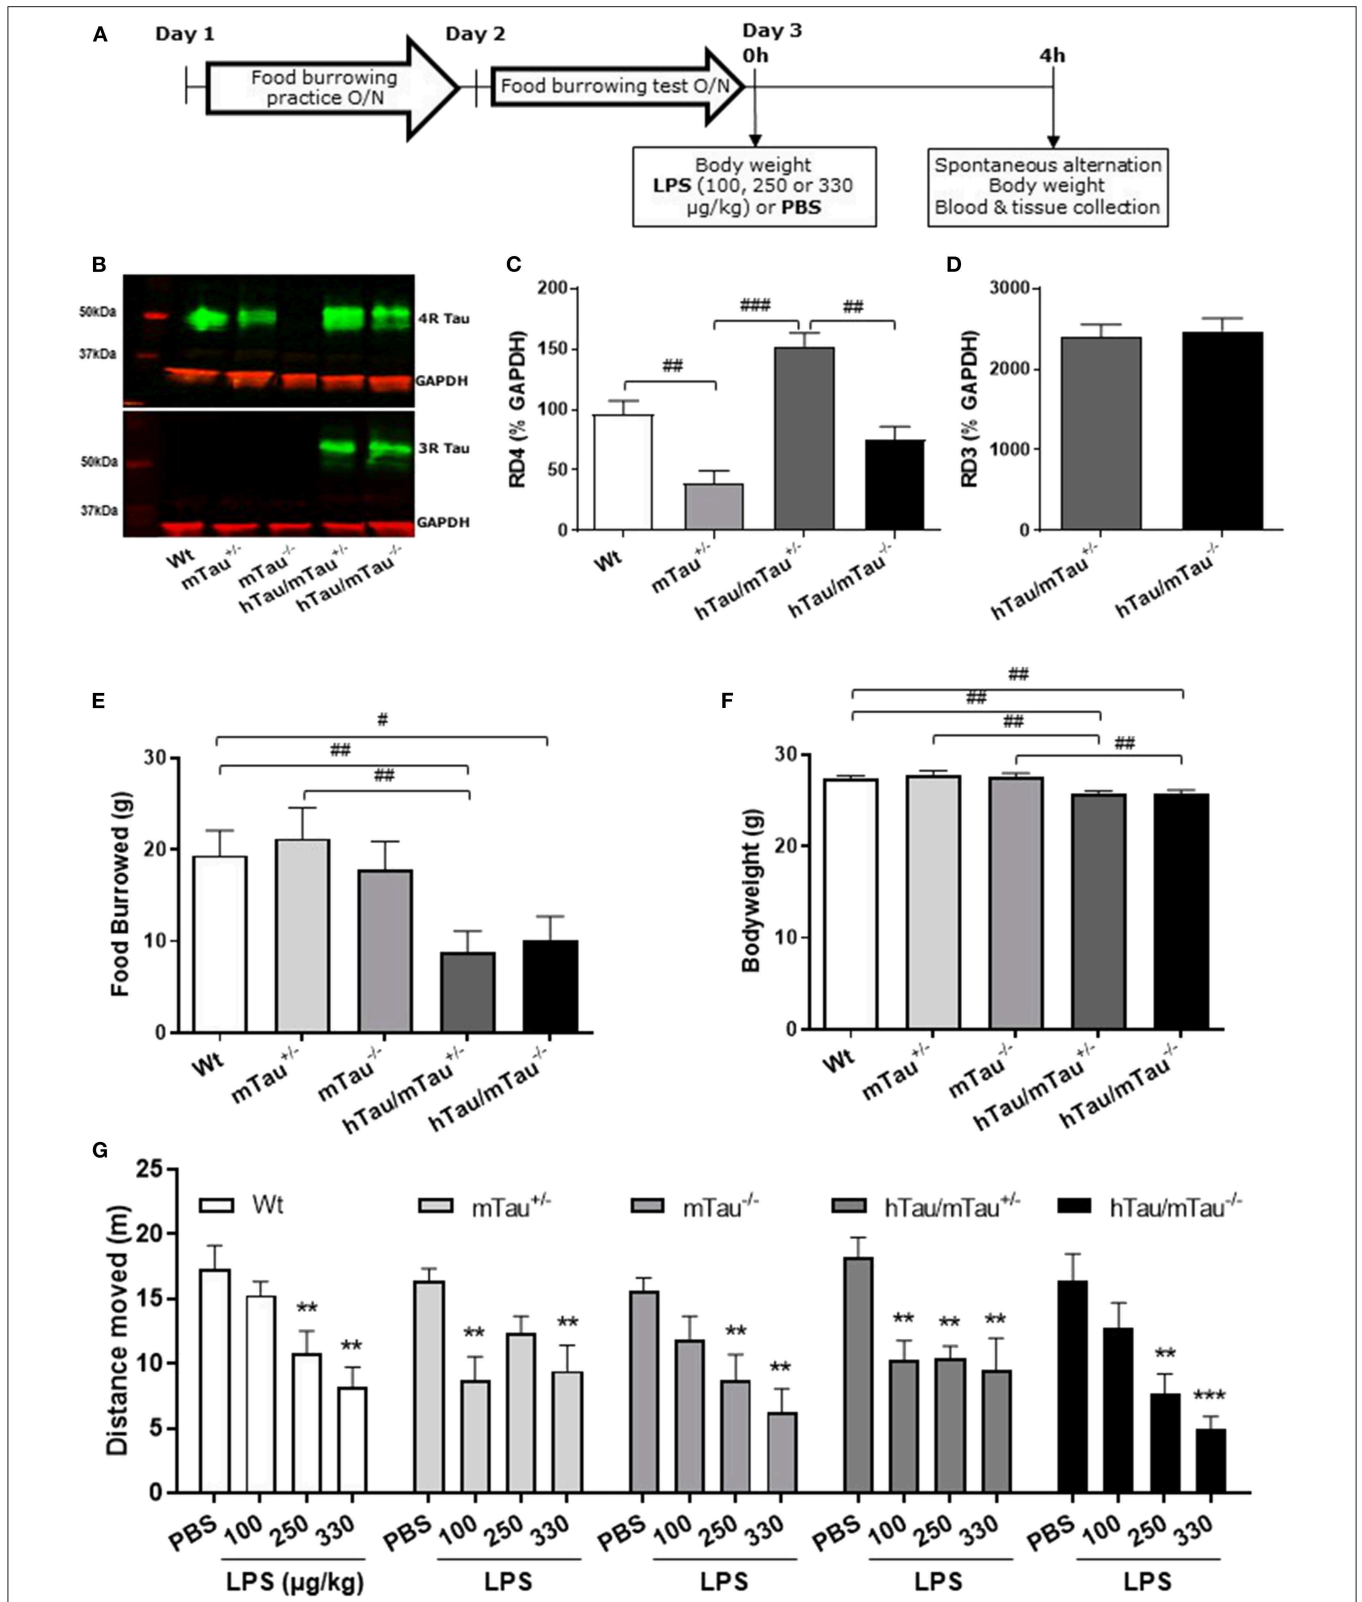 A
Day 1
Day 2
Day 3
0h
4h
Food burrowing
practice O/N
Food burrowing test O/N
Body weight
LPS (100, 250 or 330
µg/kg) or PBS
Spontaneous alternation
Body weight
Blood & tissue collection
B
50kDa
37kDa
4R Tau
GAPDH
3R Tau
50kDa
37kDa
GAPDH
Wt
mTau+/-
mTau-/-
hTau/mTau+/-
hTau/mTau-/-
C
RD4 (% GAPDH)
200
150
100
50
0
##
###
##
Wt
mTau+/-
hTau/mTau+/-
hTau/mTau-/-
D
RD3 (% GAPDH)
3000
2000
1000
0
hTau/mTau+/-
hTau/mTau-/-
E
Food Burrowed (g)
30
20
10
0
#
##
##
Wt
mTau+/-
mTau-/-
hTau/mTau+/-
hTau/mTau-/-
F
Bodyweight (g)
30
20
10
0
##
##
##
##
Wt
mTau+/-
mTau-/-
hTau/mTau+/-
hTau/mTau-/-
G
Distance moved (m)
25
20
15
10
5
0
Wt
mTau+/-
mTau-/-
hTau/mTau+/-
hTau/mTau-/-
** **
** **
** **
** ** **
** ***
PBS 100 250 330
PBS 100 250 330
PBS 100 250 330
PBS 100 250 330
PBS 100 250 330
LPS (µg/kg)
LPS
LPS
LPS
LPS